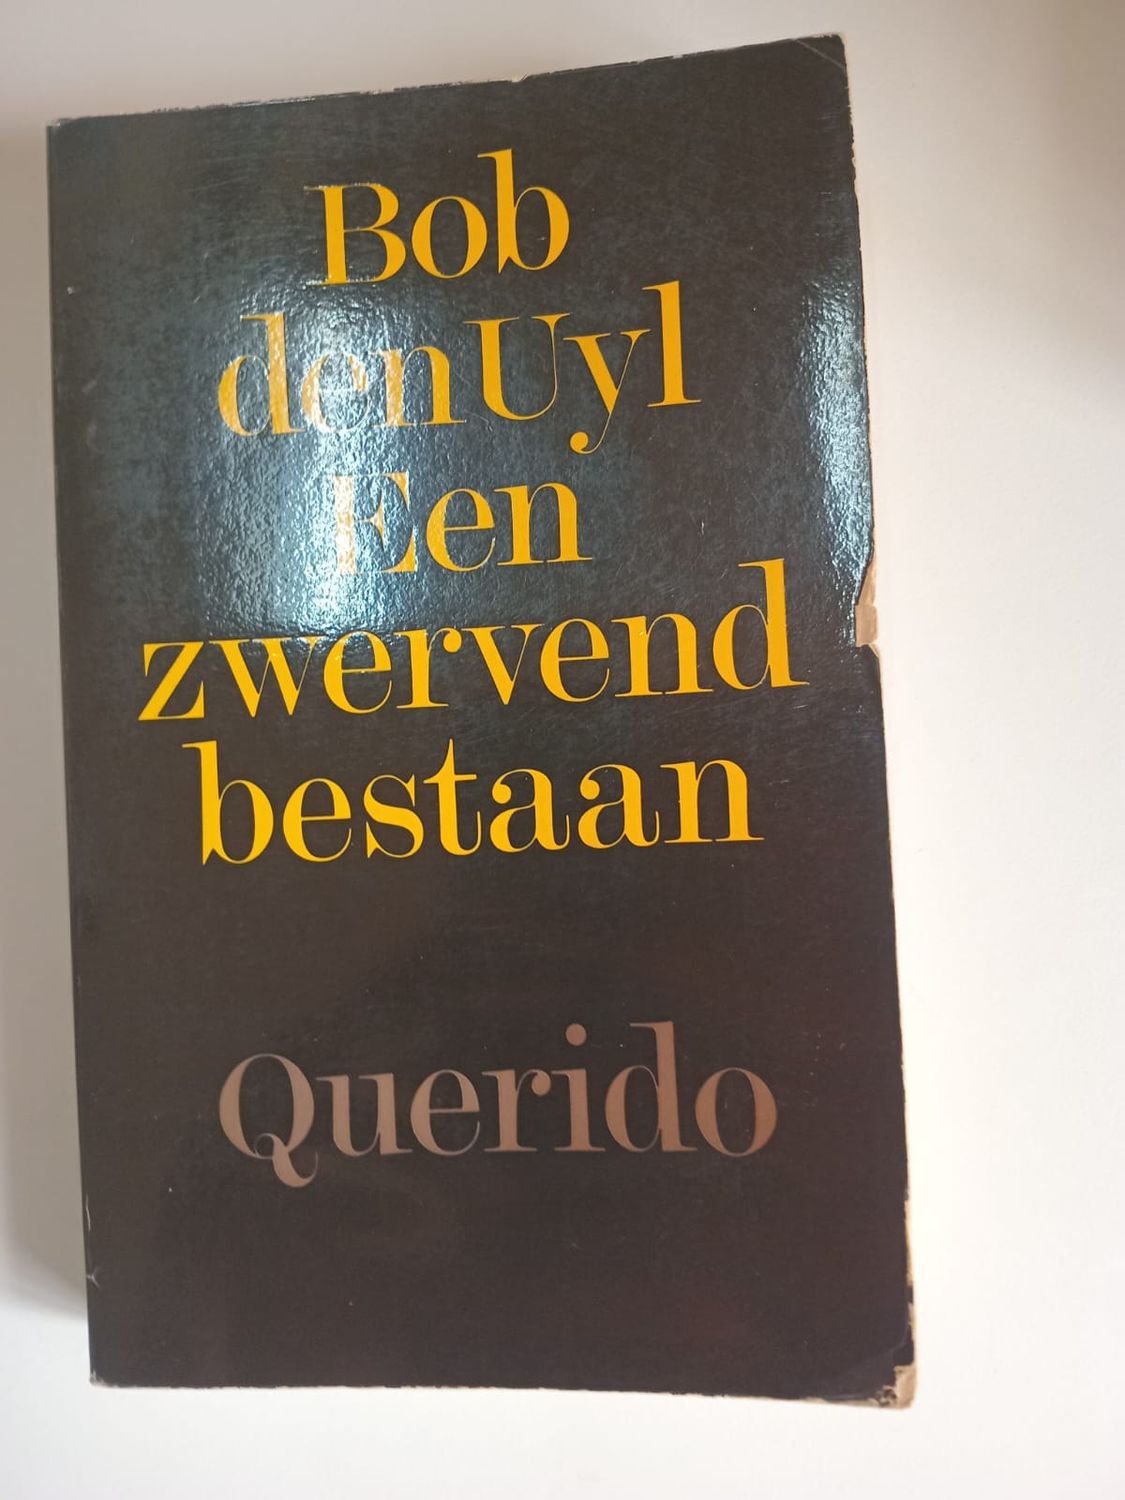 Bob
den Uyl
Een
zwervend
bestaan
Querido